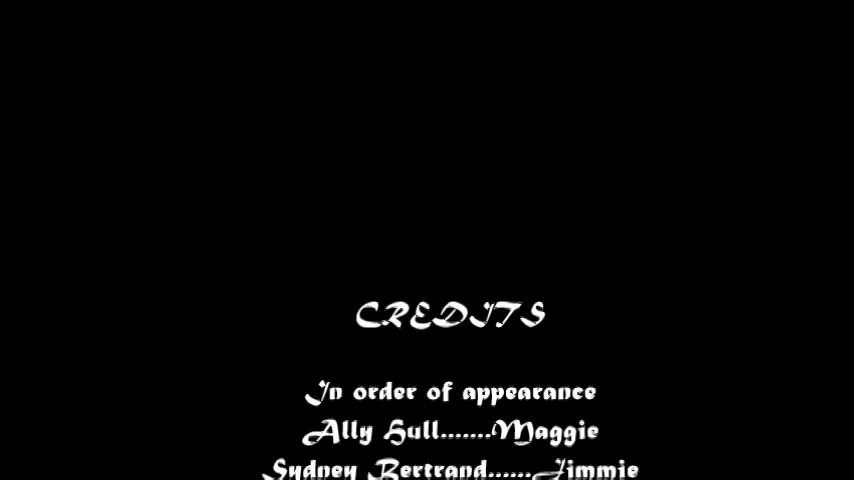 CREDITS
In order of appearance
Ally Hull.......Maggie
Sydney Bertrand......Jimmie